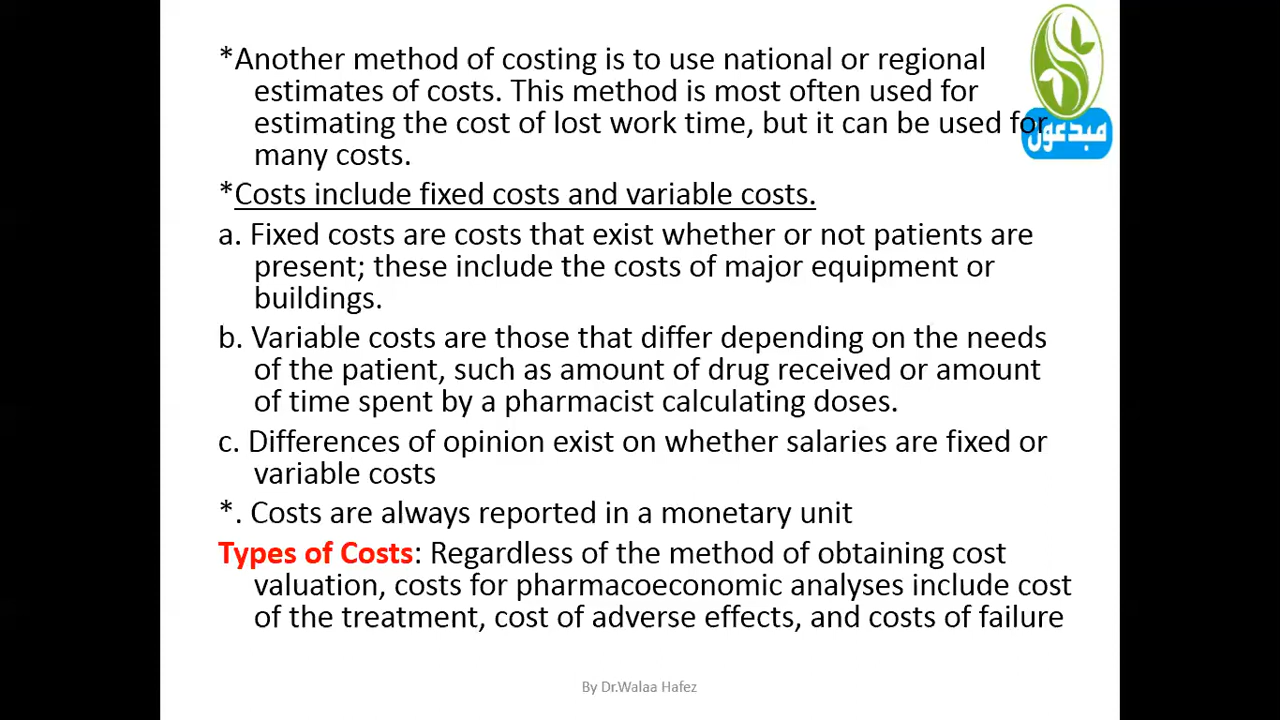 *Another method of costing is to use national or regional
estimates of costs. This method is most often used for
estimating the cost of lost work time, but it can be used for
many costs.
مبدعون
*Costs include fixed costs and variable costs.
a. Fixed costs are costs that exist whether or not patients are
present; these include the costs of major equipment or
buildings.
b. Variable costs are those that differ depending on the needs
of the patient, such as amount of drug received or amount
of time spent by a pharmacist calculating doses.
c. Differences of opinion exist on whether salaries are fixed or
variable costs
*. Costs are always reported in a monetary unit
Types of Costs: Regardless of the method of obtaining cost
valuation, costs for pharmacoeconomic analyses include cost
of the treatment, cost of adverse effects, and costs of failure
By Dr.Walaa Hafez